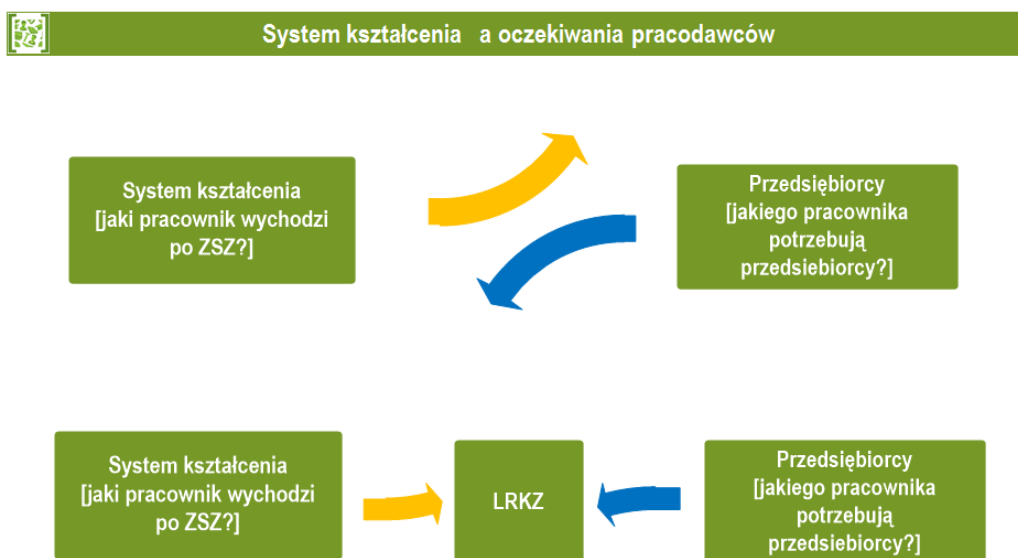 System kształcenia a oczekiwania pracodawców
System kształcenia
[jaki pracownik wychodzi
po ZSZ?]
Przedsiębiorcy
[jakiego pracownika
potrzebują
przedsiebiorcy?]
System kształcenia
[jaki pracownik wychodzi
po ZSZ?]
LRKZ
Przedsiębiorcy
[jakiego pracownika
potrzebują
przedsiebiorcy?]